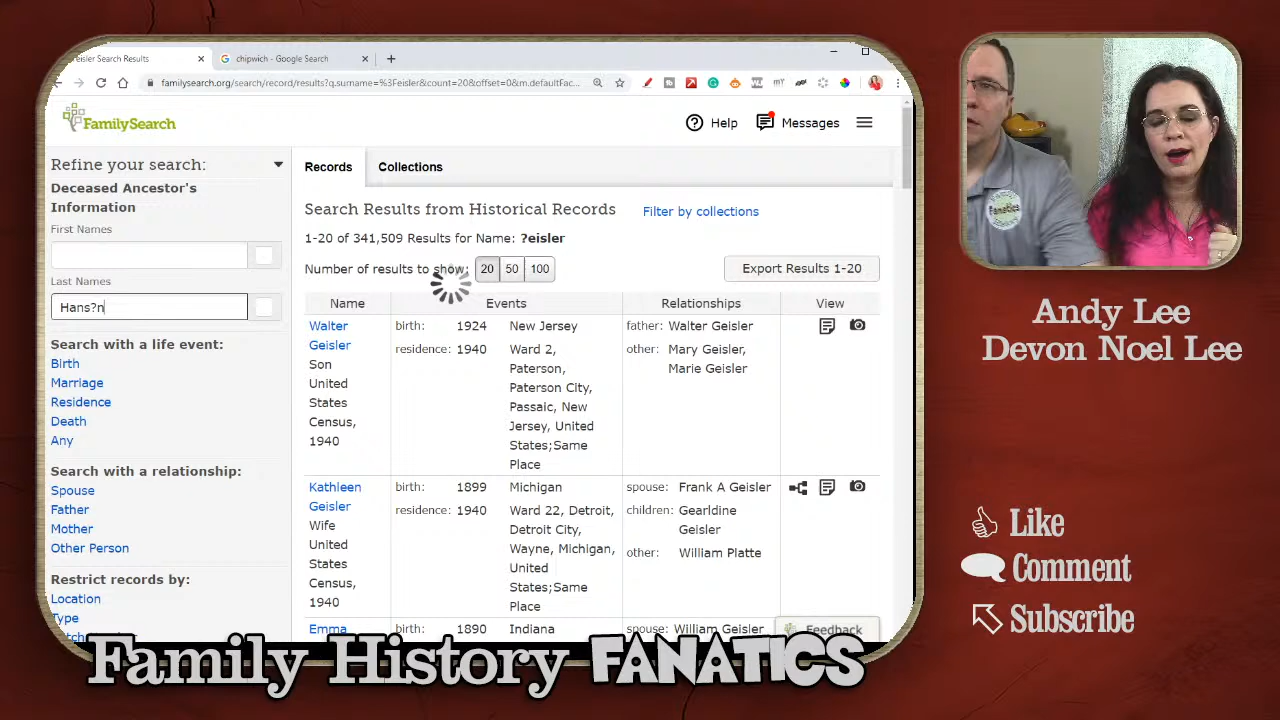 eisler Search Results
chipwich - Google Search
familysearch.org/search/record/results?q.surname=%3Feisler&count=20&offset=0&m.defaultFac...
FamilySearch
Help
Messages
Refine your search:
Deceased Ancestor's
Information
First Names
Last Names
Hans?n
Search with a life event:
Birth
Marriage
Residence
Death
Any
Search with a relationship:
Spouse
Father
Mother
Other Person
Restrict records by:
Location
Type
Records
Collections
Search Results from Historical Records
Filter by collections
1-20 of 341,509 Results for Name: ?eisler
Number of results to show: 20 50 100
Export Results 1-20
Name Events Relationships View
Walter
Geisler
Son
United
States
Census,
1940
birth: 1924 New Jersey
residence: 1940 Ward 2,
Paterson,
Paterson City,
Passaic, New
Jersey, United
States;Same
Place
father: Walter Geisler
other: Mary Geisler,
Marie Geisler
Kathleen
Geisler
Wife
United
States
Census,
1940
birth: 1899 Michigan
residence: 1940 Ward 22, Detroit,
Detroit City,
Wayne, Michigan,
United
States;Same
Place
spouse: Frank A Geisler
children: Gearldine
Geisler
other: William Platte
Emma
birth: 1890 Indiana
spouse: William Geisler
Feedback
Fanatics
Andy Lee
Devon Noel Lee
Like
Comment
Subscribe
Family History FANATICS